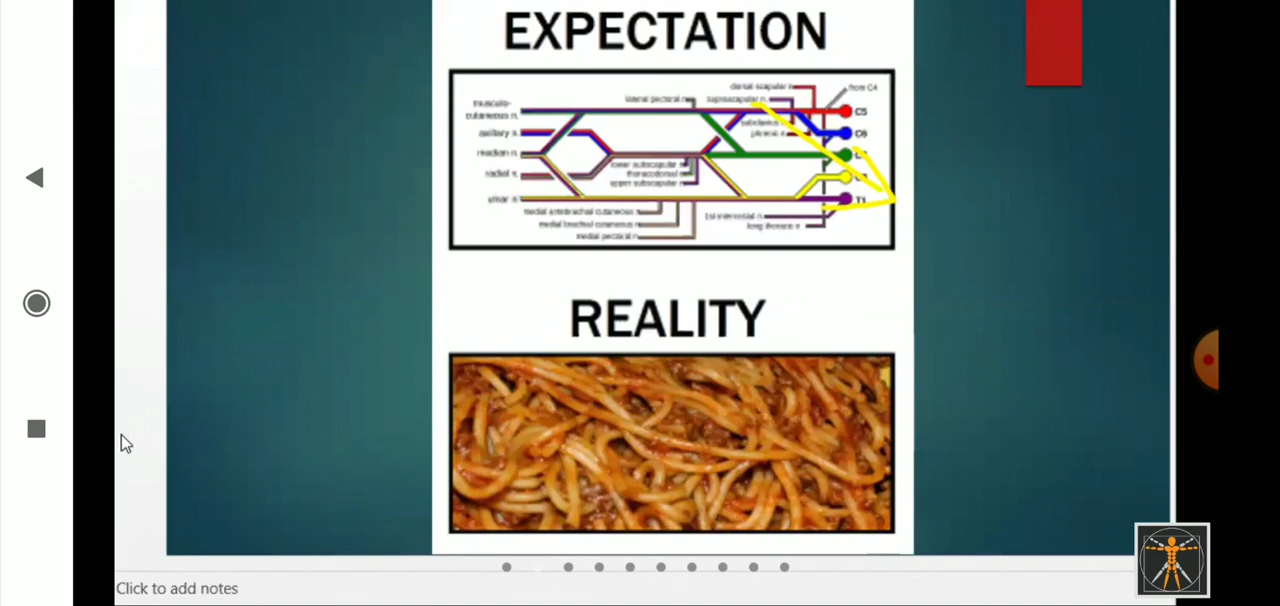 EXPECTATION
dorsal scapular n.
from C4
lateral pectoral n.
suprascapular n.
musculo-
cutaneous n.
C5
subclavius n.
phrenic n.
axillary n.
C6
median n.
lower subscapular n.
radial n.
thoracodorsal n.
upper subscapular n.
ulnar n.
T1
medial antebrachial cutaneous n.
1st intercostal n.
medial brachial cutaneous n.
long thoracic n.
medial pectoral n.
REALITY
Click to add notes